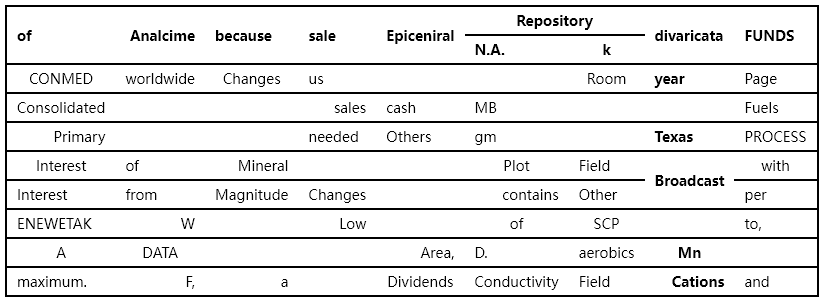 of Analcime because sale Epiceniral Repository divaricata FUNDS
N.A. k
CONMED worldwide Changes us Room year Page
Consolidated sales cash MB Fuels
Primary needed Others gm Texas PROCESS
Interest of Mineral Plot Field Broadcast with
Interest from Magnitude Changes contains Other per
ENEWETAK W Low of SCP to,
A DATA Area, D. aerobics Mn
maximum. F, a Dividends Conductivity Field Cations and